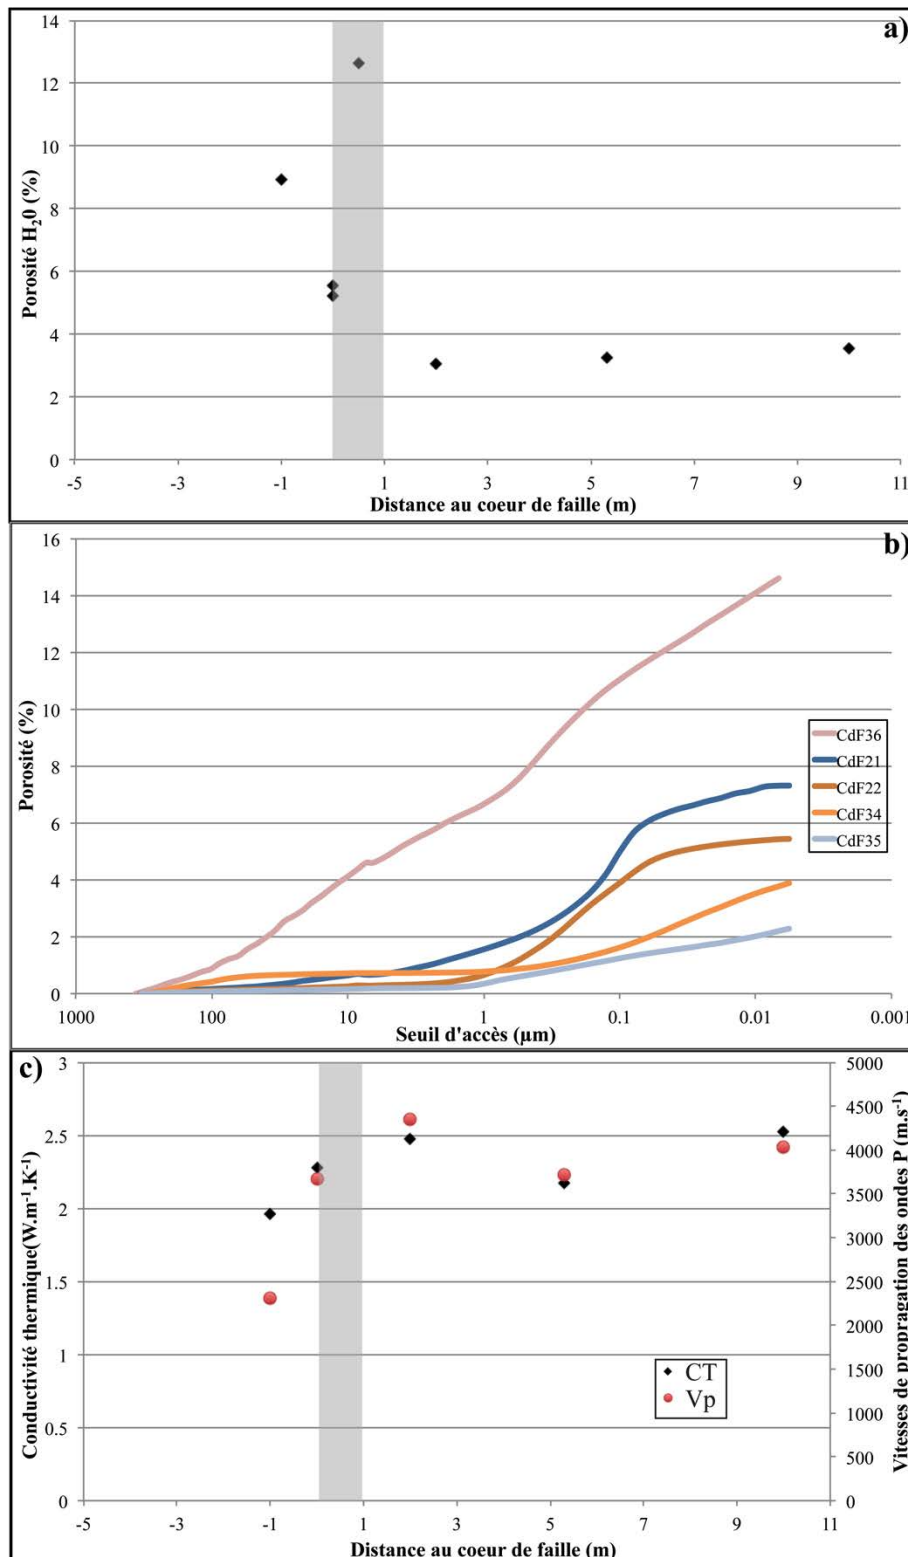 a)
14
12
10
8
6
4
2
0
Porosité H₂0 (%)
-5 -3 -1 1 3 5 7 9 11
Distance au coeur de faille (m)
b)
16
14
12
10
8
6
4
2
0
Porosité (%)
CdF36
CdF21
CdF22
CdF34
CdF35
1000 100 10 1 0.1 0.01 0.001
Seuil d'accès (µm)
c)
3
2.5
2
1.5
1
0.5
0
Conductivité thermique(W.m⁻¹.K⁻¹)
5000
4500
4000
3500
3000
2500
2000
1500
1000
500
0
Vitesses de propragation des ondes P (m.s⁻¹)
CT
Vp
-5 -3 -1 1 3 5 7 9 11
Distance au coeur de faille (m)